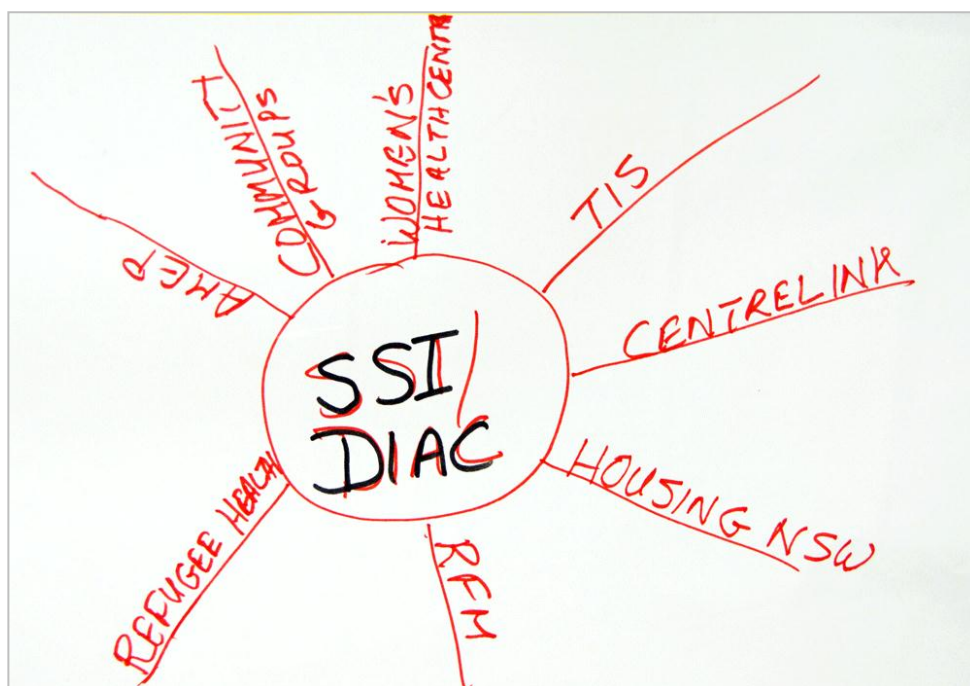 SSI/
DIAC
AMEP
COMMUNITY
GROUPS
WOMEN'S
HEALTH CENTR
TIS
CENTRELINK
HOUSING NSW
RFM
REFUGEE HEALTH